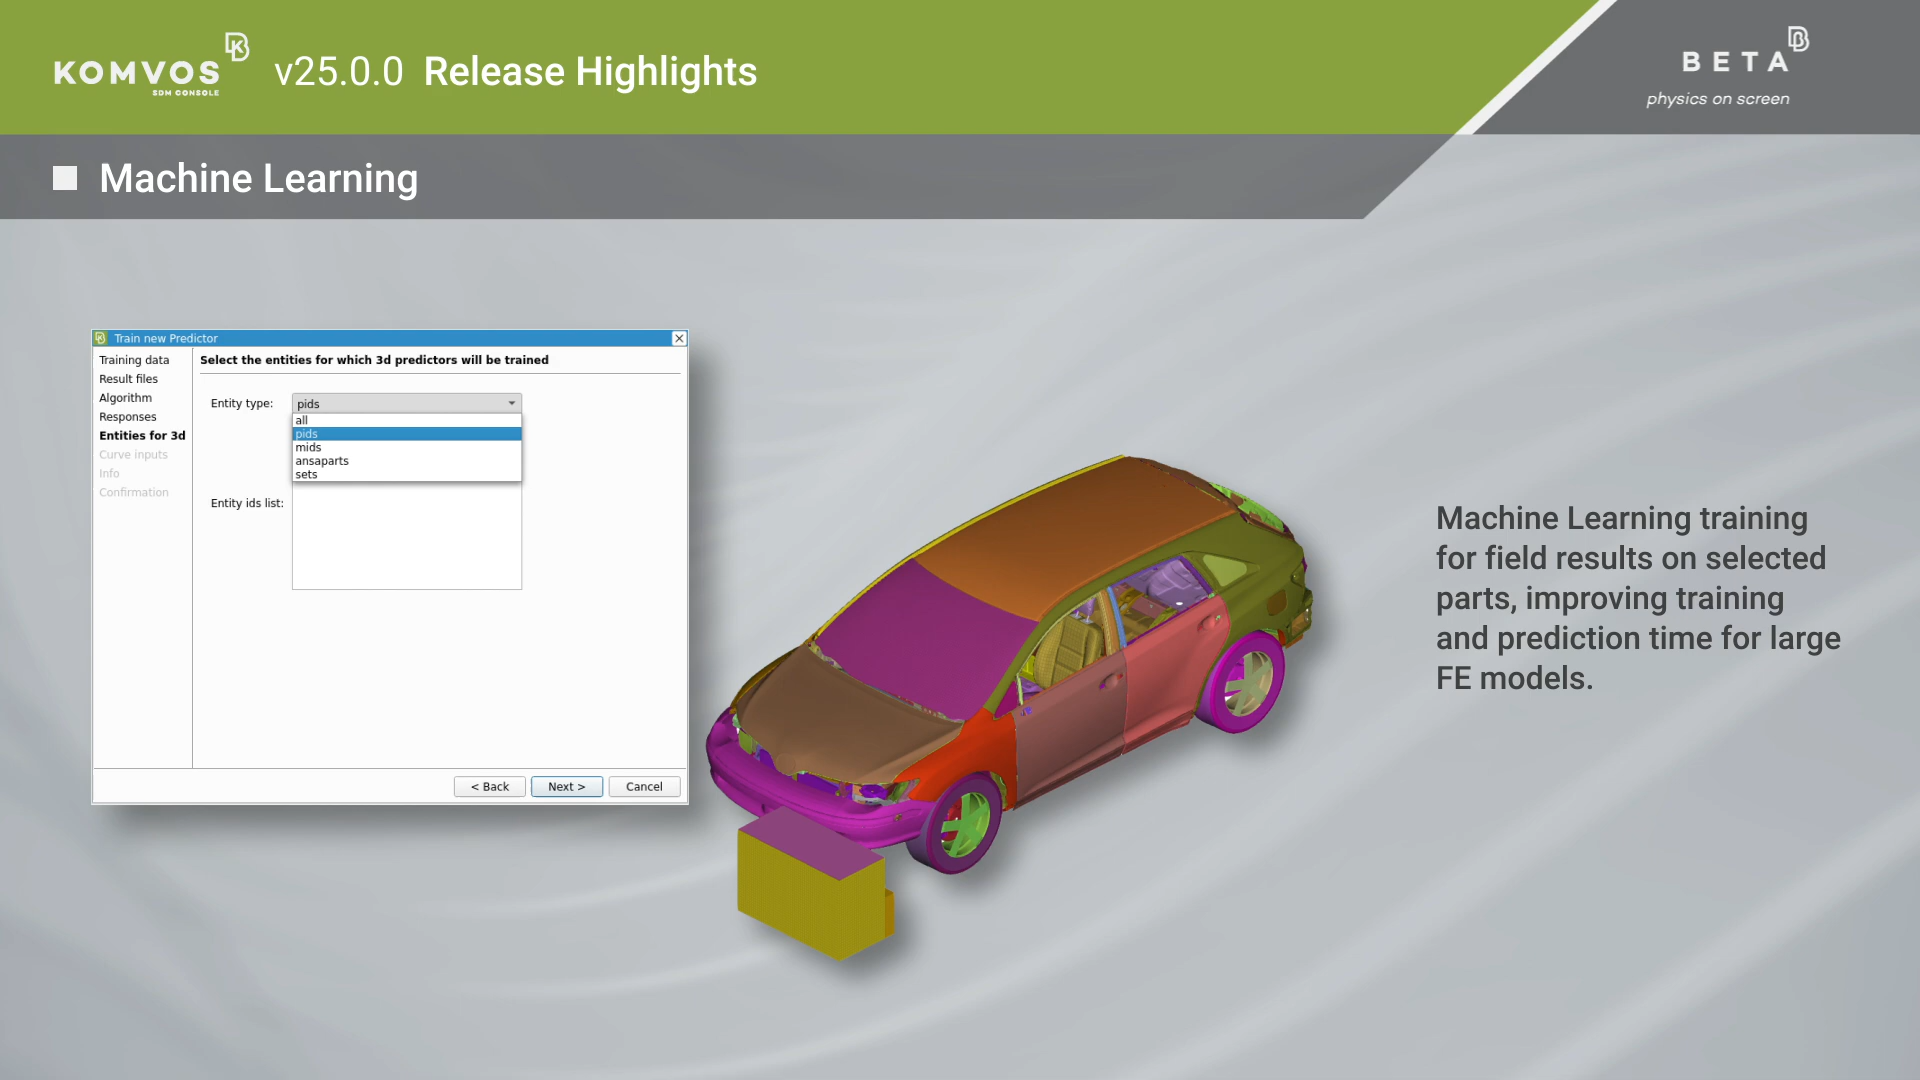 KOMVOS
SDM CONSOLE
v25.0.0 Release Highlights
BETA
physics on screen
Machine Learning
Train new Predictor
Training data
Result files
Algorithm
Responses
Entities for 3d
Curve inputs
Info
Confirmation
Select the entities for which 3d predictors will be trained
Entity type:
pids
all
pids
mids
ansaparts
sets
Entity ids list:
< Back
Next >
Cancel
Machine Learning training
for field results on selected
parts, improving training
and prediction time for large
FE models.